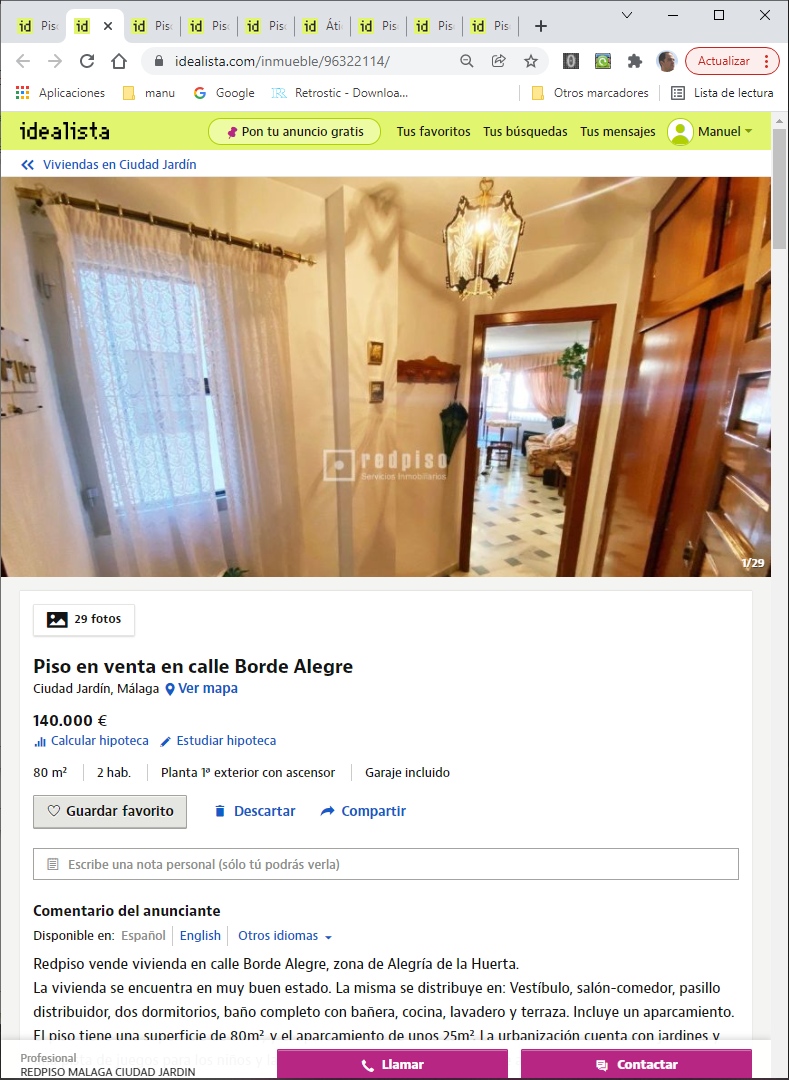 id Pisc
id
id Pisc
id Pisc
id Pisc
id Áti
id Pisc
id Pisc
id Pisc
idealista.com/inmueble/96322114/
Actualizar
Aplicaciones
manu
Google
Retrostic - Downloa...
Otros marcadores
Lista de lectura
idealista
Pon tu anuncio gratis
Tus favoritos
Tus búsquedas
Tus mensajes
Manuel
Viviendas en Ciudad Jardín
redpiso
Servicios Inmobiliarios
1/29
29 fotos
Piso en venta en calle Borde Alegre
Ciudad Jardín, Málaga Ver mapa
140.000 €
Calcular hipoteca Estudiar hipoteca
80 m² 2 hab. Planta 1ª exterior con ascensor Garaje incluido
Guardar favorito Descartar Compartir
Escribe una nota personal (sólo tú podrás verla)
Comentario del anunciante
Disponible en: Español English Otros idiomas
Redpiso vende vivienda en calle Borde Alegre, zona de Alegría de la Huerta.
La vivienda se encuentra en muy buen estado. La misma se distribuye en: Vestíbulo, salón-comedor, pasillo
distribuidor, dos dormitorios, baño completo con bañera, cocina, lavadero y terraza. Incluye un aparcamiento.
El piso tiene una superficie de 80m² y el aparcamiento de unos 25m² La urbanización cuenta con jardines y
Profesional
REDPISO MALAGA CIUDAD JARDIN
Llamar
Contactar